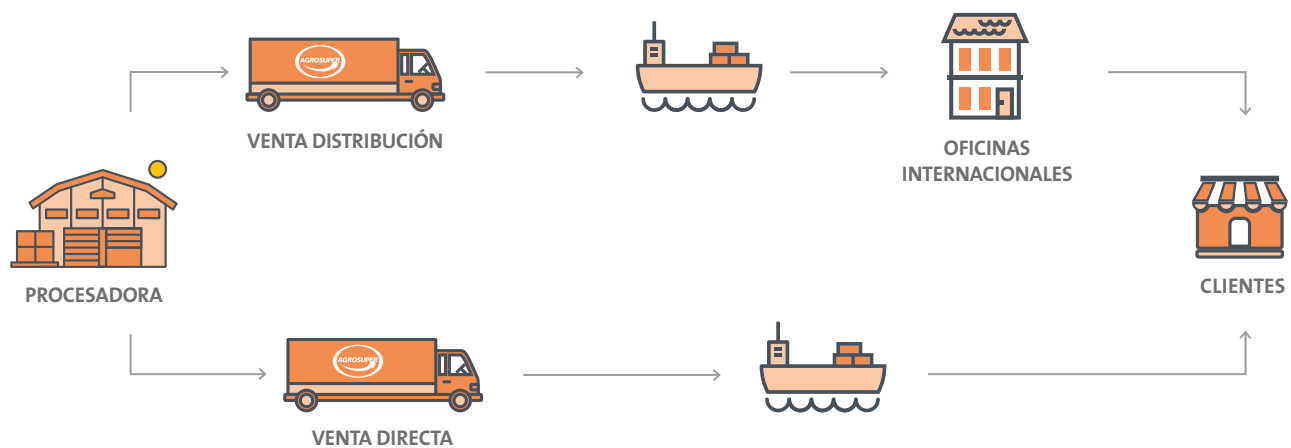 AGROSUPER
VENTA DISTRIBUCIÓN
OFICINAS
INTERNACIONALES
PROCESADORA
CLIENTES
AGROSUPER
VENTA DIRECTA